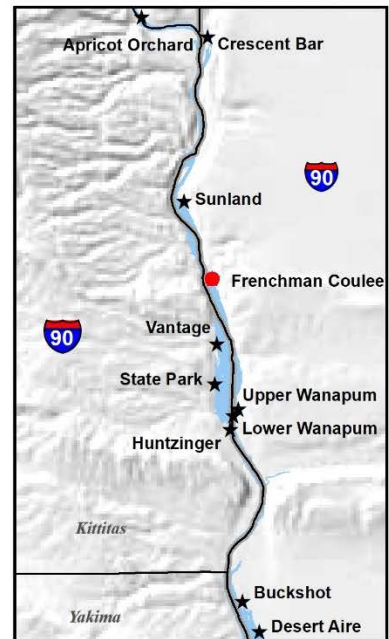 Apricot Orchard
Crescent Bar
90
Sunland
Frenchman Coulee
90
Vantage
State Park
Upper Wanapum
Lower Wanapum
Huntzinger
Kittitas
Buckshot
Yakima
Desert Aire